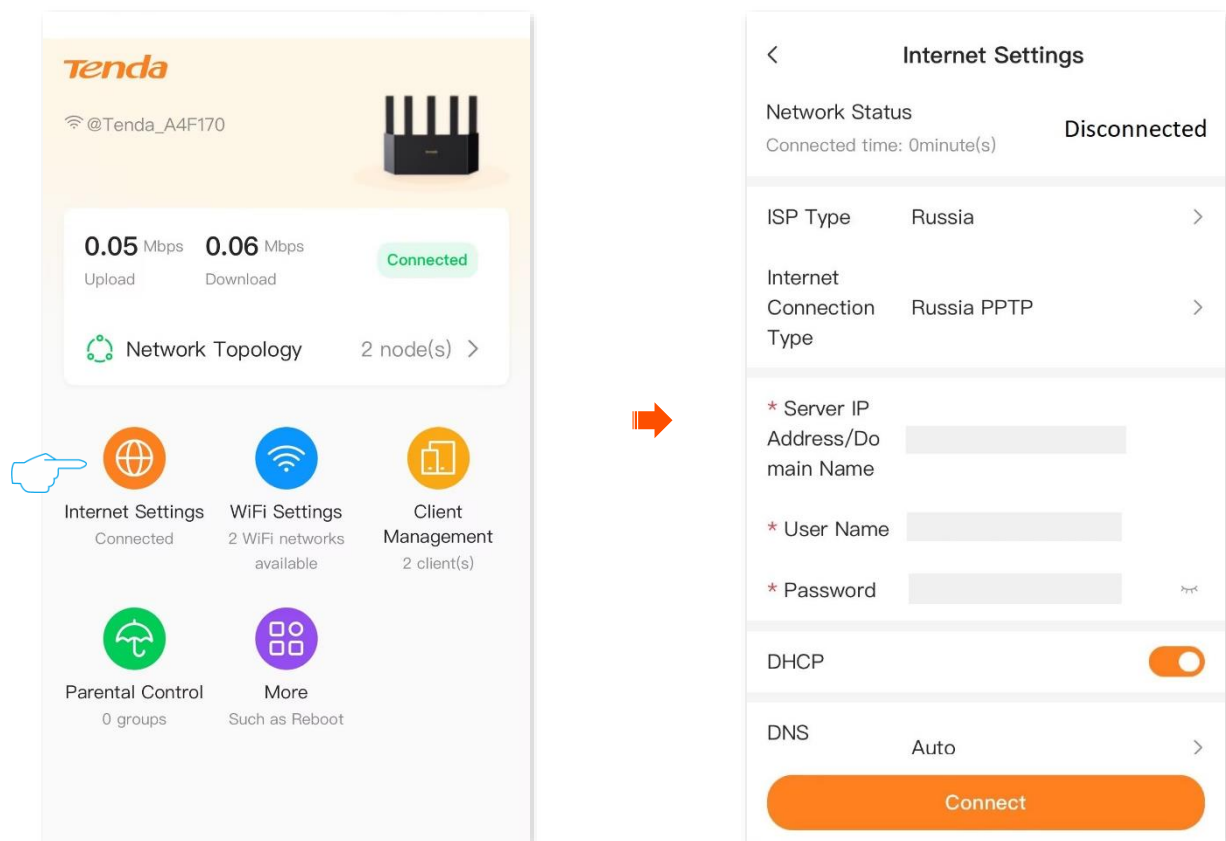 Tenda
@Tenda_A4F170
0.05 Mbps 0.06 Mbps
Upload Download
Connected
Network Topology 2 node(s)
Internet Settings
Connected
WiFi Settings
2 WiFi networks
available
Client
Management
2 client(s)
Parental Control
0 groups
More
Such as Reboot
Internet Settings
Network Status
Connected time: 0minute(s)
Disconnected
ISP Type Russia
Internet
Connection
Type
Russia PPTP
* Server IP
Address/Do
main Name
* User Name
* Password
DHCP
DNS
Auto
Connect